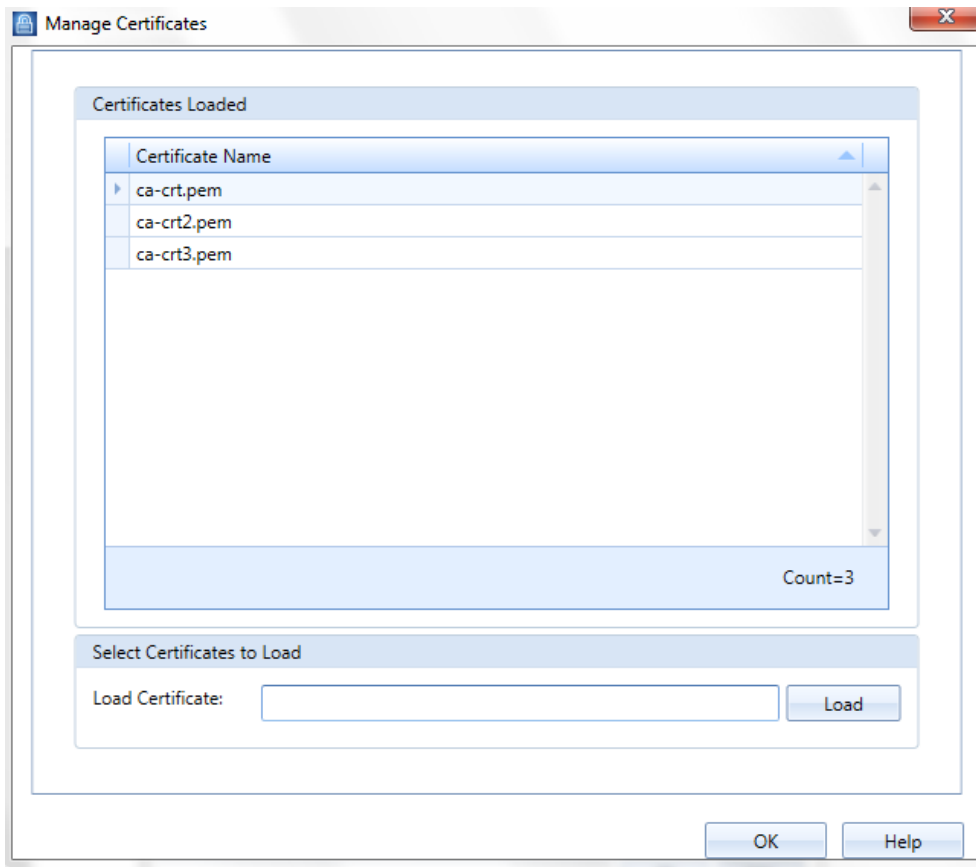 Manage Certificates
Certificates Loaded
Certificate Name
ca-crt.pem
ca-crt2.pem
ca-crt3.pem
Count=3
Select Certificates to Load
Load Certificate:
Load
OK
Help